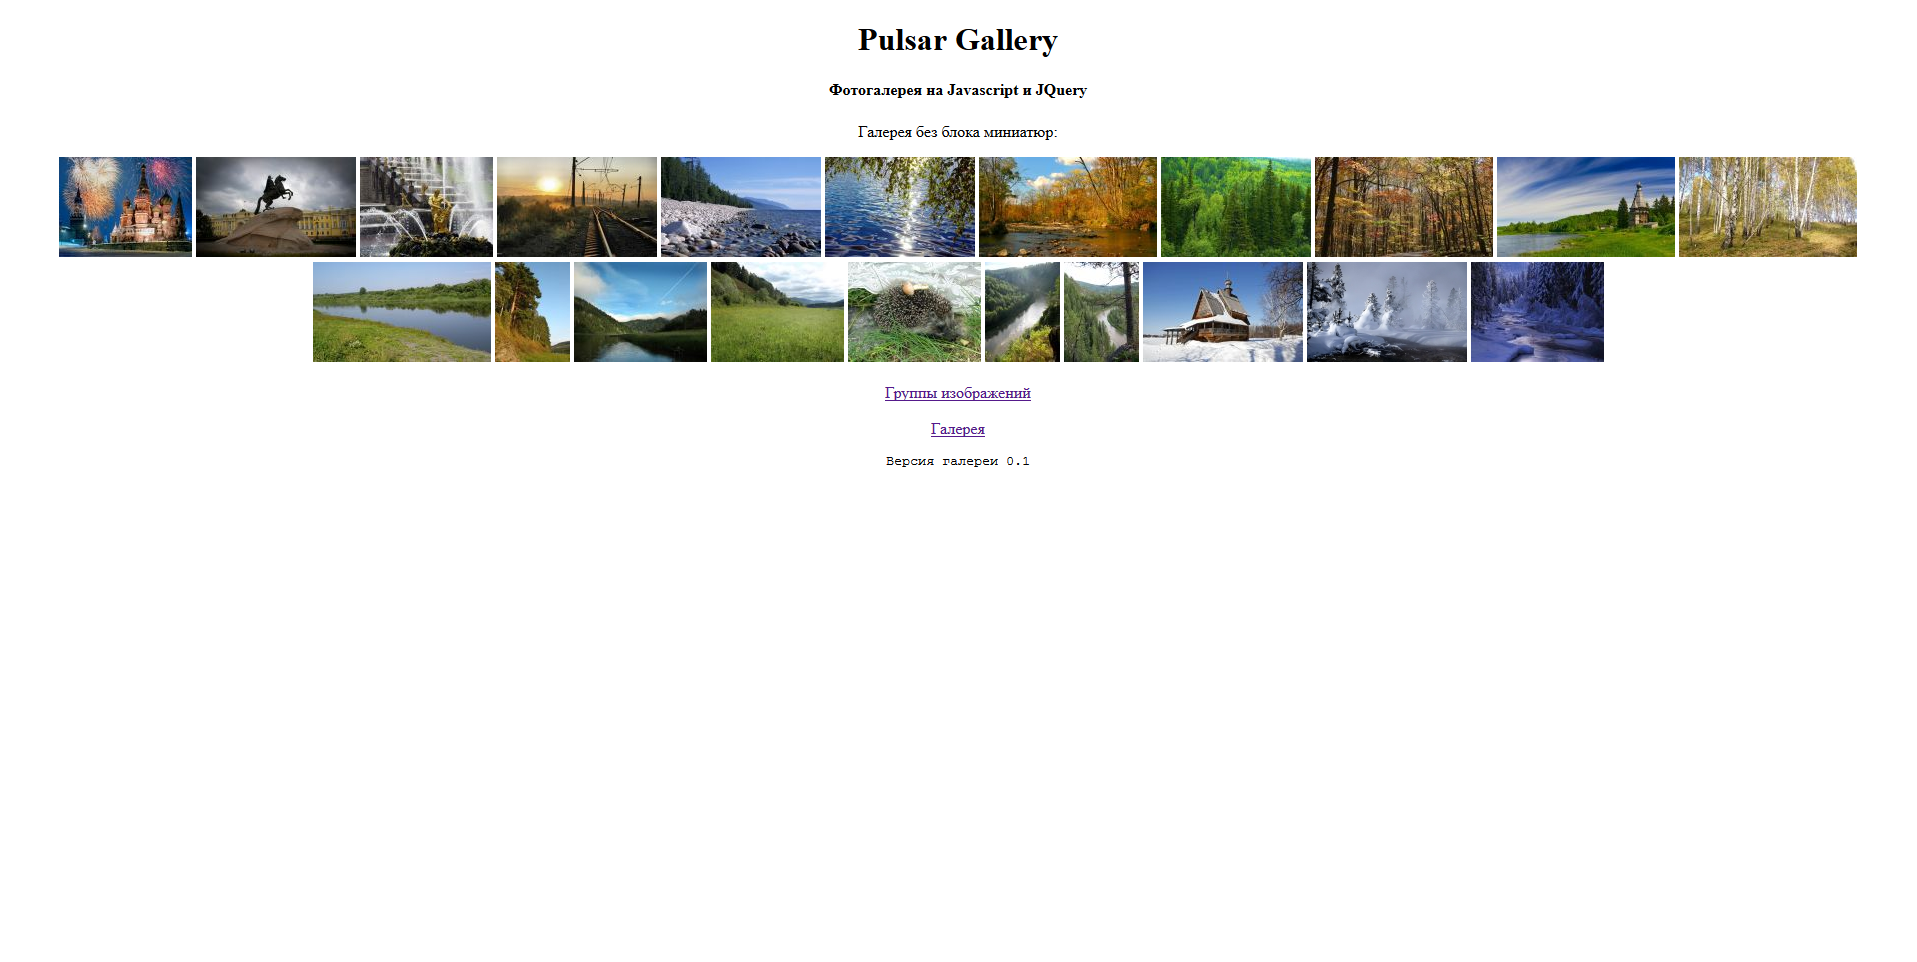 Pulsar Gallery
Фотогалерея на Javascript и JQuery
Галерея без блока миниатюр:
Группы изображений
Галерея
Версия галереи 0.1